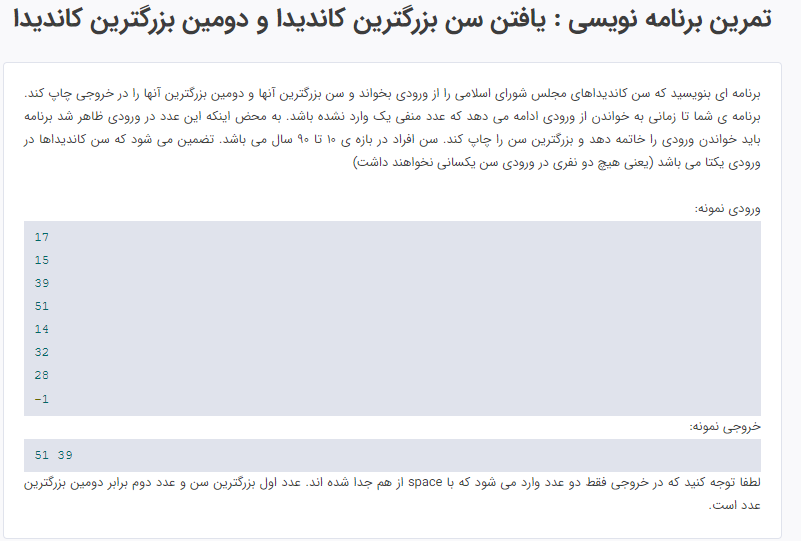 تمرین برنامه نویسی : یافتن سن بزرگترین کاندیدا و دومین بزرگترین کاندیدا
برنامه ای بنویسید که سن کاندیداهای مجلس شورای اسلامی را از ورودی بخواند و سن بزرگترین آنها و دومین بزرگترین آنها را در خروجی چاپ کند.
برنامه ی شما تا زمانی به خواندن از ورودی ادامه می دهد که عدد منفی یک وارد نشده باشد. به محض اینکه این عدد در ورودی ظاهر شد برنامه
باید خواندن ورودی را خاتمه دهد و بزرگترین سن را چاپ کند. سن افراد در بازه ی ۱۰ تا ۹۰ سال می باشد. تضمین می شود که سن کاندیداها در
ورودی یکتا می باشد (یعنی هیچ دو نفری در ورودی سن یکسانی نخواهند داشت)
ورودی نمونه:
17
15
39
51
14
32
28
-1
خروجی نمونه:
51 39
لطفا توجه کنید که در خروجی فقط دو عدد وارد می شود که با space از هم جدا شده اند. عدد اول بزرگترین سن و عدد دوم برابر دومین بزرگترین
عدد است.